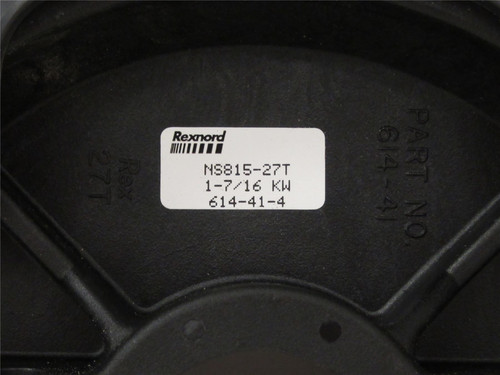 Rexnord
NS815-27T
1-7/16 KW
614-41-4
Rex
27T
PART NO.
614-41